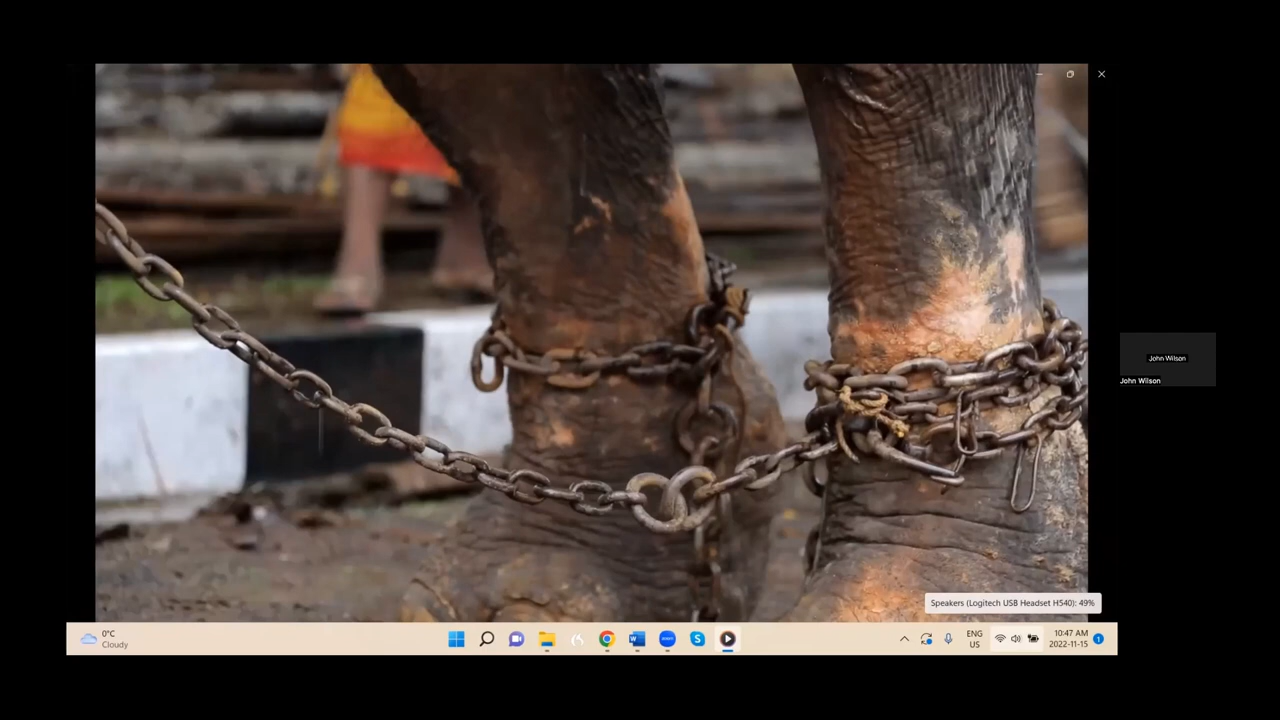 John Wilson
John Wilson
Speakers (Logitech USB Headset H540): 49%
0°C
Cloudy
ENG
US
10:47 AM
2022-11-15
1